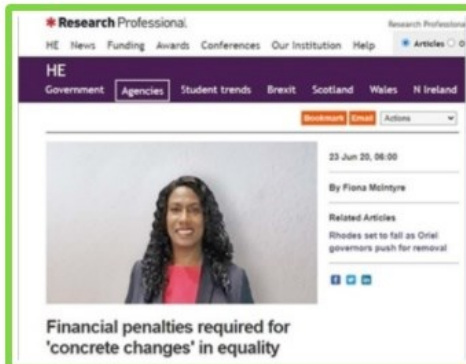 Research Professional
Research Professional
HE News Funding Awards Conferences Our Institution Help Articles
HE
Government Agencies Student trends Brexit Scotland Wales N Ireland
Bookmark Email Actions
23 Jun 20, 06:00
By Fiona McIntyre
Related Articles
Rhodes set to fall as Oriel
governors push for removal
Financial penalties required for
'concrete changes' in equality